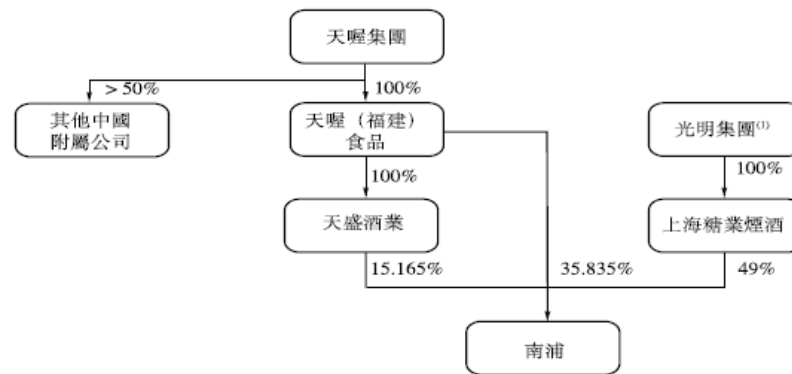 天喔集團
> 50%
100%
其他中國
附屬公司
天喔（福建）
食品
光明集團(1)
100%
100%
天盛酒業
上海糖業煙酒
15.165%
35.835%
49%
南浦